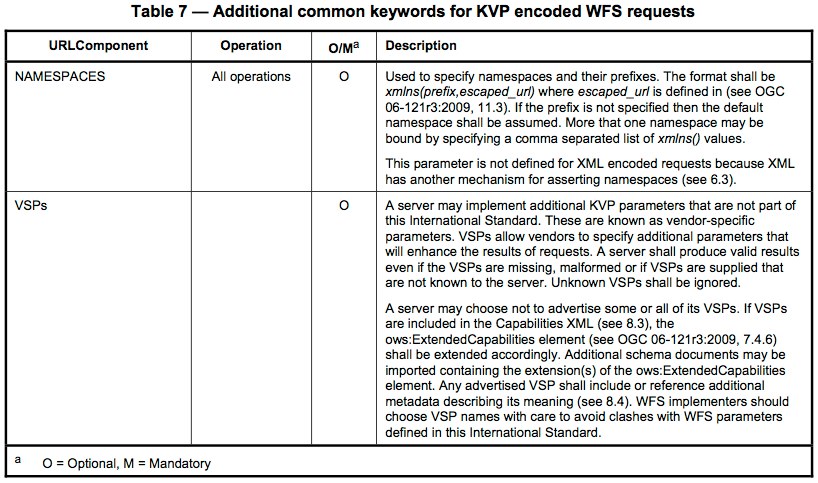 Table 7 — Additional common keywords for KVP encoded WFS requests
URLComponent Operation O/Mᵃ Description
NAMESPACES All operations O Used to specify namespaces and their prefixes. The format shall be
xmlns(prefix,escaped_url) where escaped_url is defined in (see OGC
06-121r3:2009, 11.3). If the prefix is not specified then the default
namespace shall be assumed. More that one namespace may be
bound by specifying a comma separated list of xmlns() values.
This parameter is not defined for XML encoded requests because XML
has another mechanism for asserting namespaces (see 6.3).
VSPs O A server may implement additional KVP parameters that are not part of
this International Standard. These are known as vendor-specific
parameters. VSPs allow vendors to specify additional parameters that
will enhance the results of requests. A server shall produce valid results
even if the VSPs are missing, malformed or if VSPs are supplied that
are not known to the server. Unknown VSPs shall be ignored.
A server may choose not to advertise some or all of its VSPs. If VSPs
are included in the Capabilities XML (see 8.3), the
ows:ExtendedCapabilities element (see OGC 06-121r3:2009, 7.4.6)
shall be extended accordingly. Additional schema documents may be
imported containing the extension(s) of the ows:ExtendedCapabilities
element. Any advertised VSP shall include or reference additional
metadata describing its meaning (see 8.4). WFS implementers should
choose VSP names with care to avoid clashes with WFS parameters
defined in this International Standard.
a O = Optional, M = Mandatory